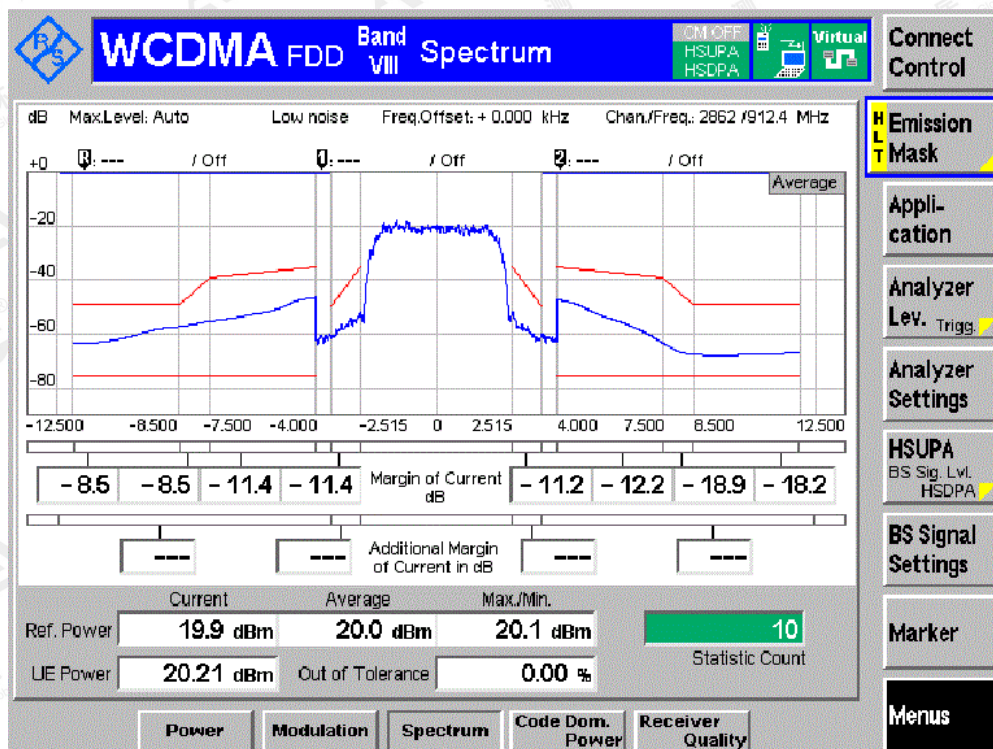 R S
WCDMA FDD Band VIII Spectrum
CM OFF
HSUPA
HSDPA
Virtual
Connect Control
dB Max.Level: Auto Low noise Freq.Offset: + 0.000 kHz Chan./Freq.: 2862 /912.4 MHz
R: --- / Off 1: --- / Off 2: --- / Off
+0
Average
-20
-40
-60
-80
-12.500 -8.500 -7.500 -4.000 -2.515 0 2.515 4.000 7.500 8.500 12.500
- 8.5 -8.5 - 11.4 - 11.4 Margin of Current dB - 11.2 - 12.2 - 18.9 - 18.2
--- --- Additional Margin of Current in dB --- ---
Current Average Max./Min.
Ref. Power 19.9 dBm 20.0 dBm 20.1 dBm 10
Statistic Count
UE Power 20.21 dBm Out of Tolerance 0.00 %
HLT
Emission Mask
Appli-
cation
Analyzer
Lev. Trigg.
Analyzer Settings
HSUPA
BS Sig. Lvl.
HSDPA
BS Signal Settings
Marker
Menus
Power Modulation Spectrum Code Dom. Power Receiver Quality